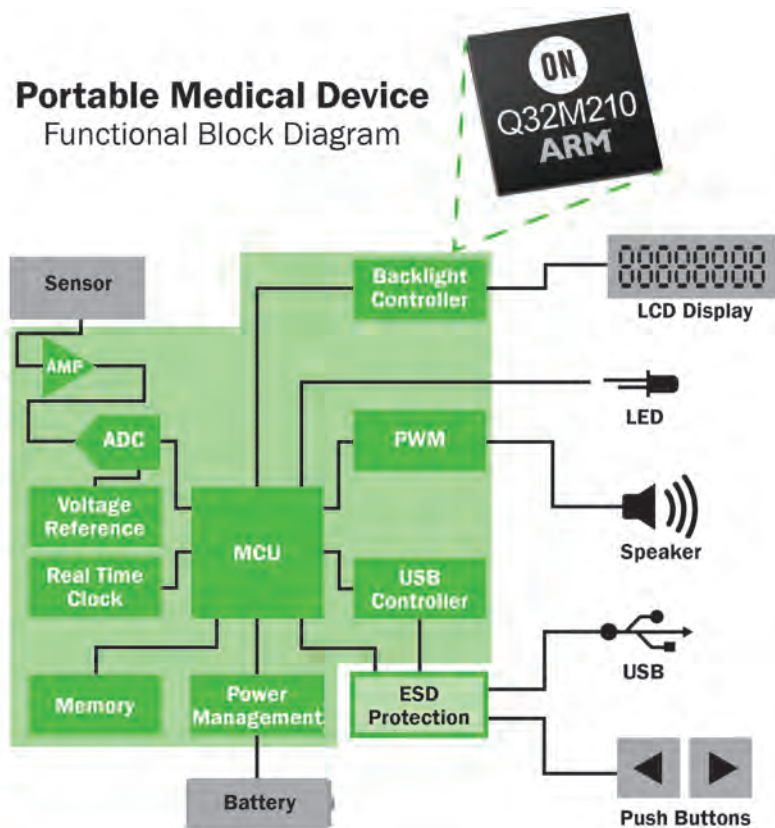 Portable Medical Device
Functional Block Diagram
ON
Q32M210
ARM
Sensor
Backlight
Controller
LCD Display
AMP
LED
ADC
PWM
Voltage
Reference
MCU
Speaker
Real Time
Clock
USB
Controller
USB
Memory
Power
Management
ESD
Protection
Battery
Push Buttons